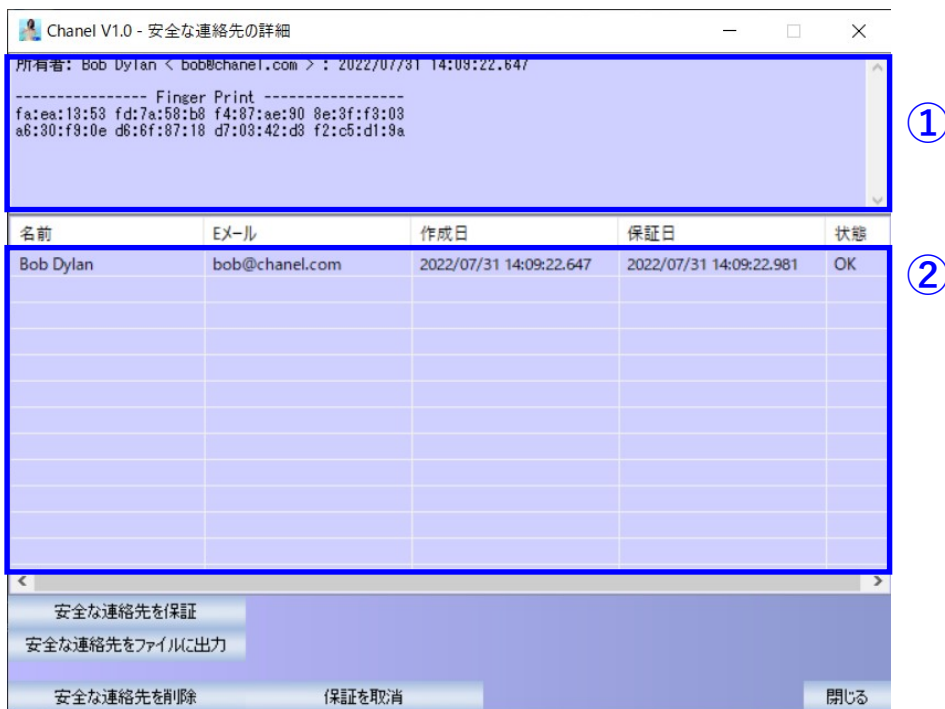 Chanel V1.0 - 安全な連絡先の詳細
所有者: Bob Dylan < bob@chanel.com > : 2022/07/31 14:09:22.647
--------------- Finger Print ----------------
fa:ea:13:53 fd:7a:58:b8 f4:87:ae:90 8e:3f:f3:03
a6:30:f9:0e d6:6f:87:18 d7:03:42:d3 f2:c5:d1:9a
①
名前 Eメール 作成日 保証日 状態
Bob Dylan bob@chanel.com 2022/07/31 14:09:22.647 2022/07/31 14:09:22.981 OK
②
安全な連絡先を保証
安全な連絡先をファイルに出力
安全な連絡先を削除 保証を取消 閉じる